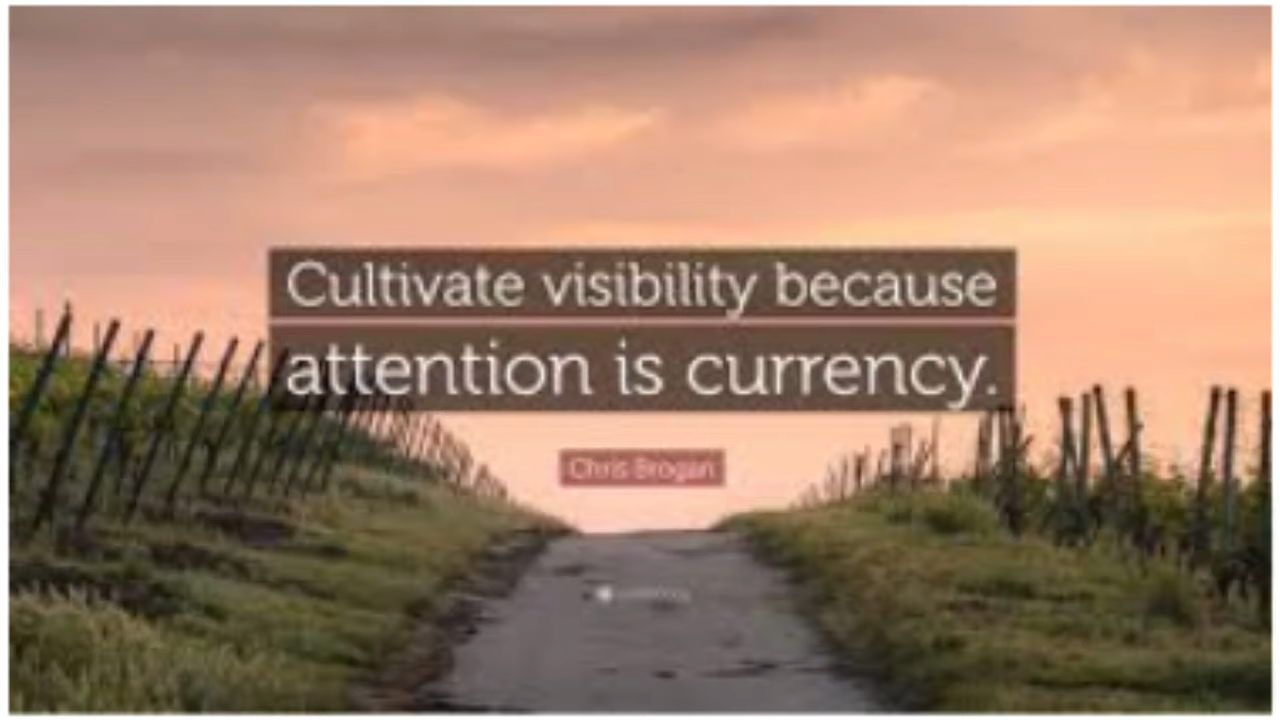 Cultivate visibility because
attention is currency.
Chris Brogan